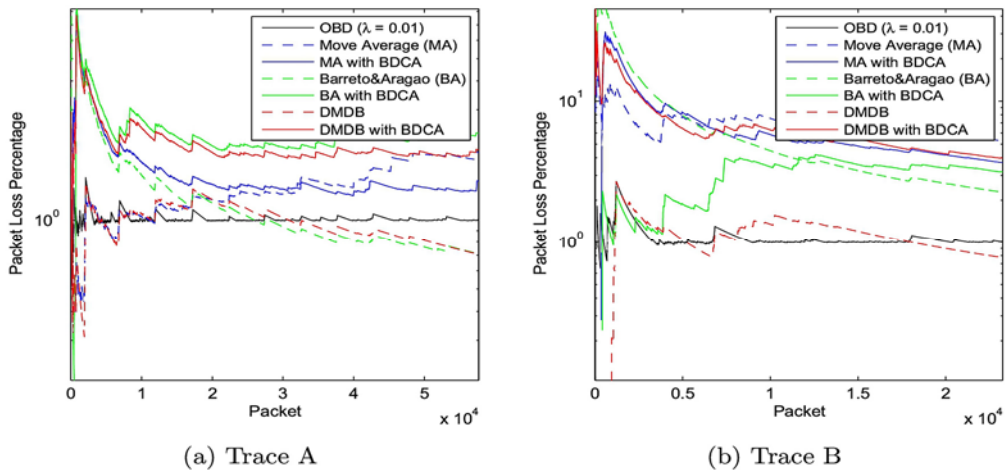 OBD (λ = 0.01)
Move Average (MA)
MA with BDCA
Barreto&Aragao (BA)
BA with BDCA
DMDB
DMDB with BDCA
Packet Loss Percentage
10^0
0
1
2
3
4
5
Packet
x 10^4
(a) Trace A
OBD (λ = 0.01)
Move Average (MA)
MA with BDCA
Barreto&Aragao (BA)
BA with BDCA
DMDB
DMDB with BDCA
Packet Loss Percentage
10^1
10^0
0
0.5
1
1.5
2
Packet
x 10^4
(b) Trace B